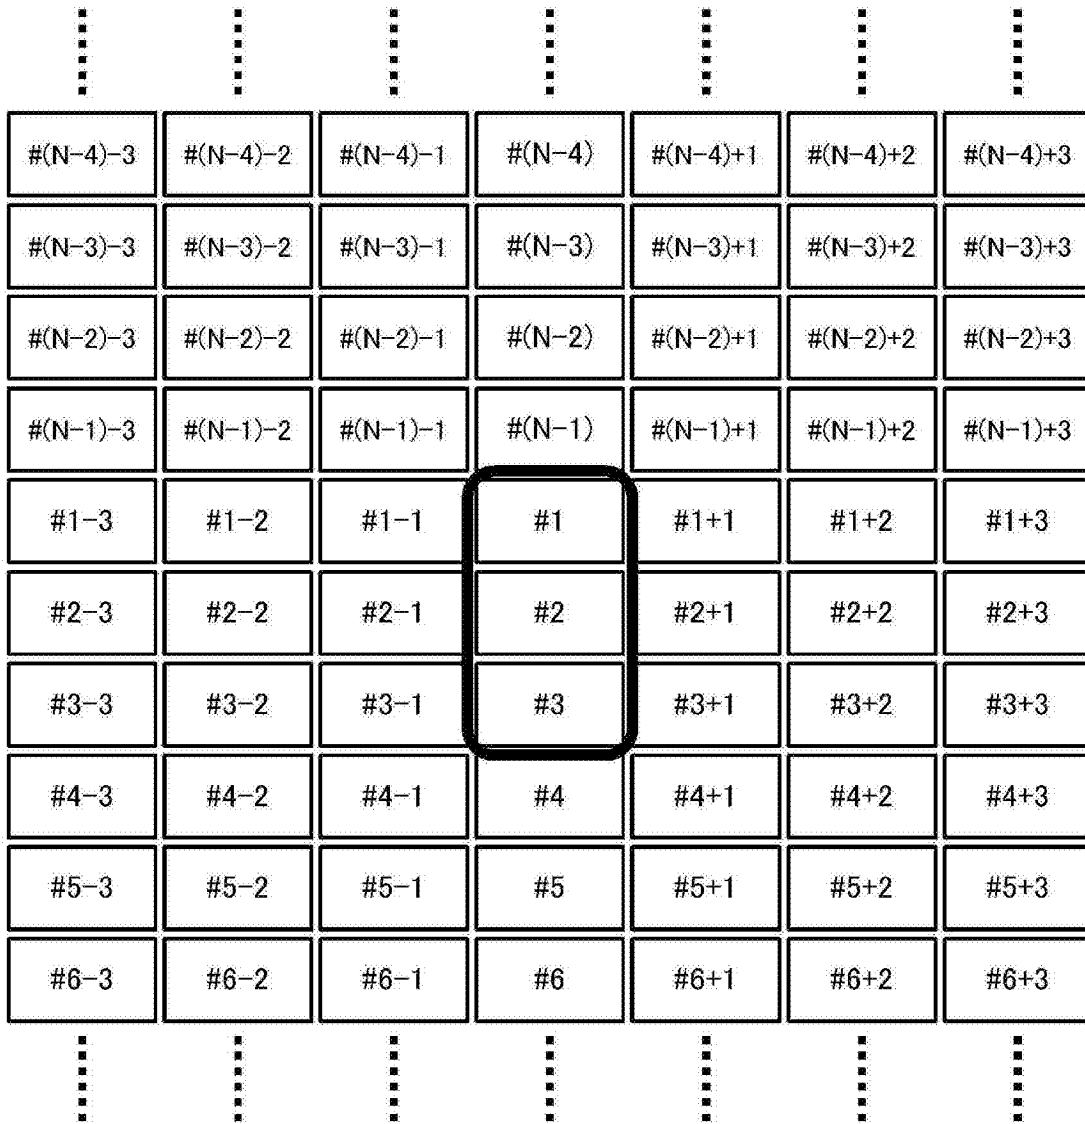 #(N-4)-3 #(N-4)-2 #(N-4)-1 #(N-4) #(N-4)+1 #(N-4)+2 #(N-4)+3
#(N-3)-3 #(N-3)-2 #(N-3)-1 #(N-3) #(N-3)+1 #(N-3)+2 #(N-3)+3
#(N-2)-3 #(N-2)-2 #(N-2)-1 #(N-2) #(N-2)+1 #(N-2)+2 #(N-2)+3
#(N-1)-3 #(N-1)-2 #(N-1)-1 #(N-1) #(N-1)+1 #(N-1)+2 #(N-1)+3
#1-3 #1-2 #1-1 #1 #1+1 #1+2 #1+3
#2-3 #2-2 #2-1 #2 #2+1 #2+2 #2+3
#3-3 #3-2 #3-1 #3 #3+1 #3+2 #3+3
#4-3 #4-2 #4-1 #4 #4+1 #4+2 #4+3
#5-3 #5-2 #5-1 #5 #5+1 #5+2 #5+3
#6-3 #6-2 #6-1 #6 #6+1 #6+2 #6+3